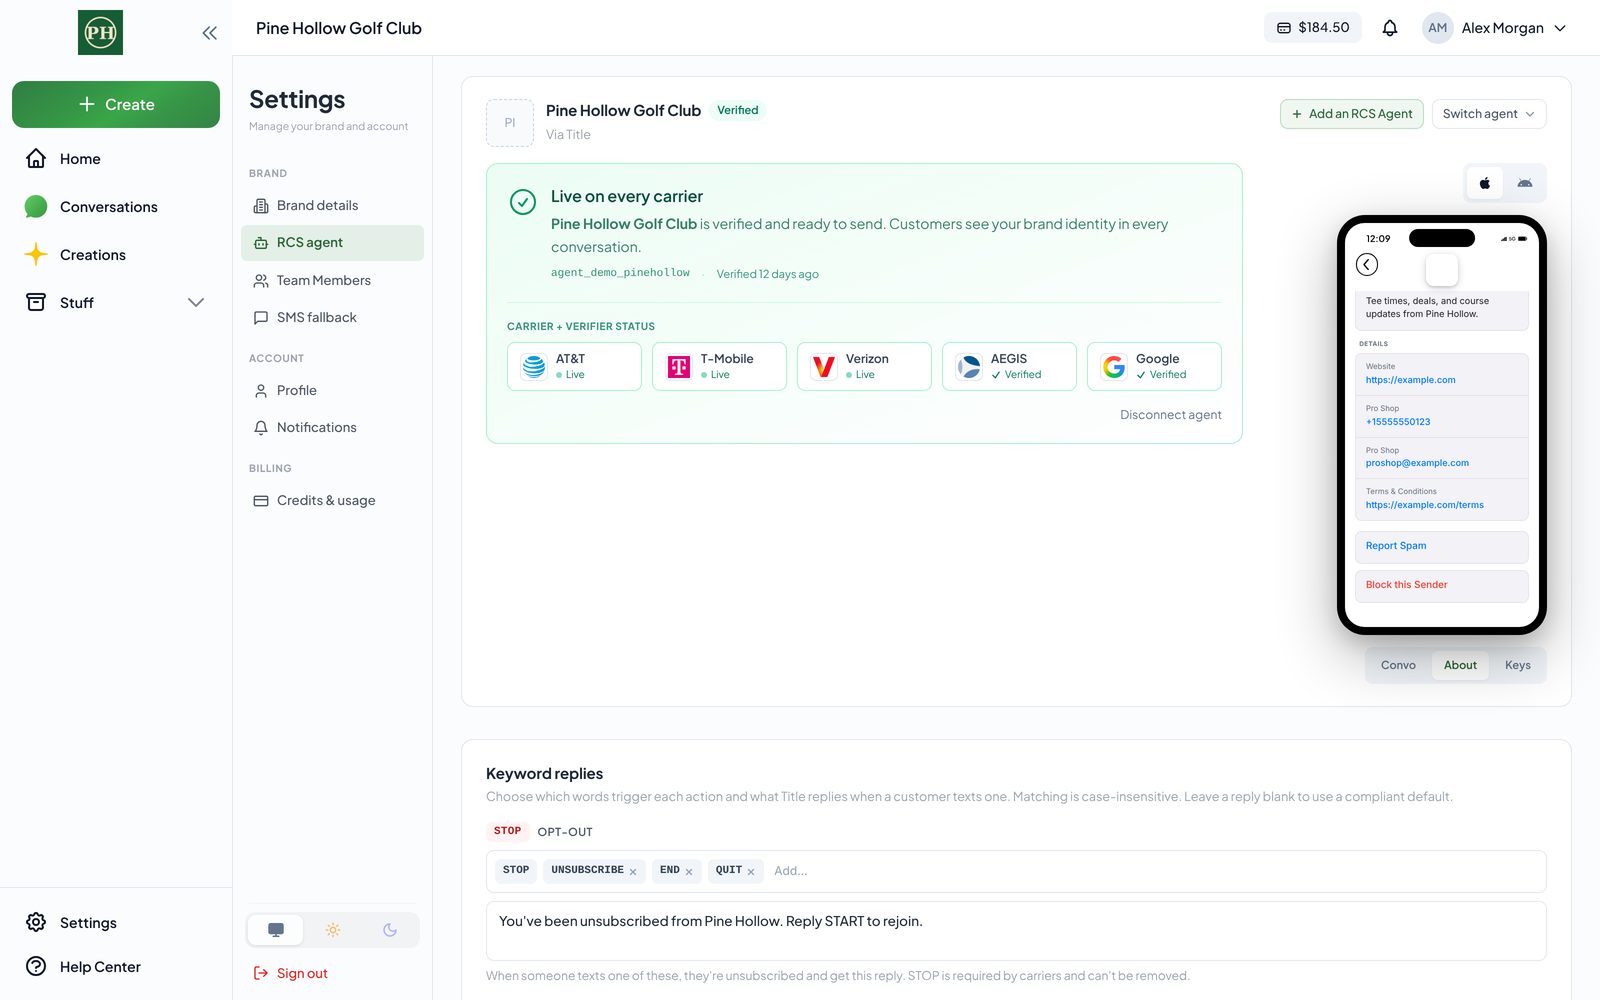 PH
Pine Hollow Golf Club
$184.50
AM
Alex Morgan
Create
Home
Conversations
Creations
Stuff
Settings
Help Center
Settings
Manage your brand and account
BRAND
Brand details
RCS agent
Team Members
SMS fallback
ACCOUNT
Profile
Notifications
BILLING
Credits & usage
Sign out
PI
Pine Hollow Golf Club
Verified
Via Title
+ Add an RCS Agent
Switch agent
Live on every carrier
Pine Hollow Golf Club is verified and ready to send. Customers see your brand identity in every
conversation.
agent_demo_pinehollow · Verified 12 days ago
CARRIER + VERIFIER STATUS
AT&T
Live
T-Mobile
Live
Verizon
Live
AEGIS
Verified
Google
Verified
Disconnect agent
12:09
5G
Tee times, deals, and course
updates from Pine Hollow.
DETAILS
Website
https://example.com
Pro Shop
+15555550123
Pro Shop
proshop@example.com
Terms & Conditions
https://example.com/terms
Report Spam
Block this Sender
Convo
About
Keys
Keyword replies
Choose which words trigger each action and what Title replies when a customer texts one. Matching is case-insensitive. Leave a reply blank to use a compliant default.
STOP OPT-OUT
STOP UNSUBSCRIBE × END × QUIT × Add...
You've been unsubscribed from Pine Hollow. Reply START to rejoin.
When someone texts one of these, they're unsubscribed and get this reply. STOP is required by carriers and can't be removed.